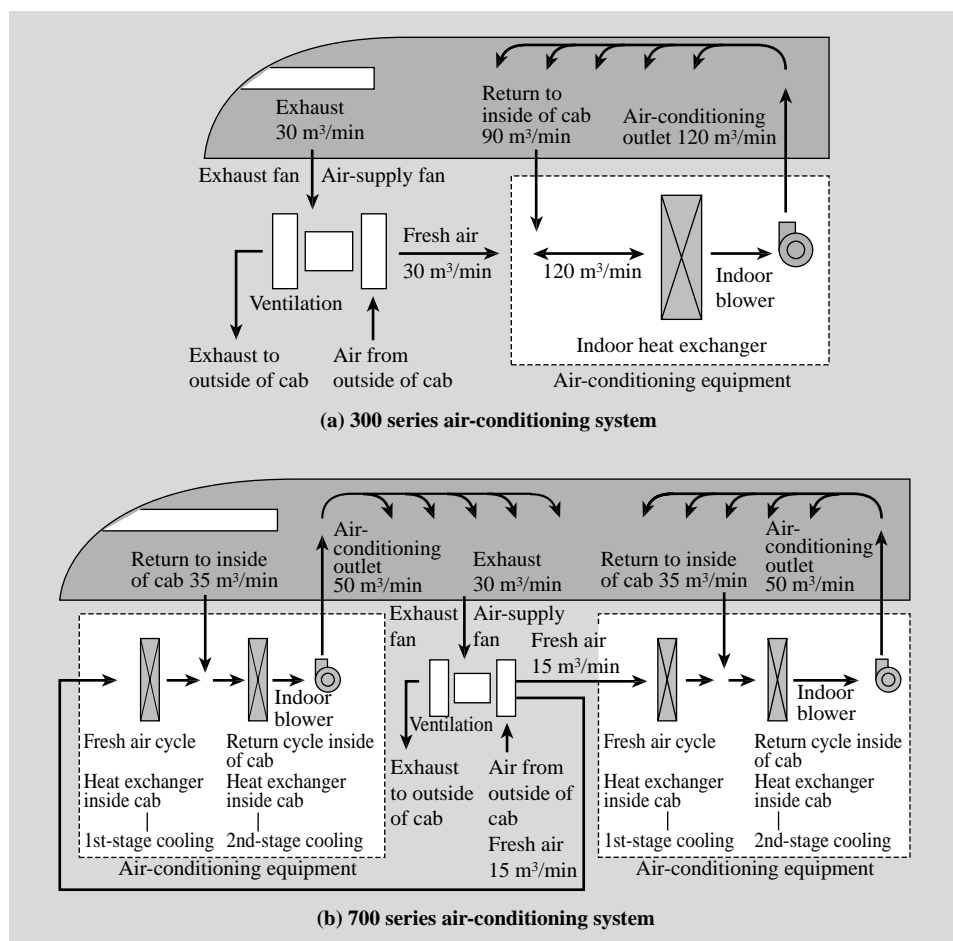 Exhaust
30 m³/min
Return to
inside of cab
90 m³/min
Air-conditioning
outlet 120 m³/min
Exhaust fan
Air-supply fan
Fresh air
30 m³/min
120 m³/min
Indoor
blower
Ventilation
Exhaust to
outside of cab
Air from
outside of cab
Indoor heat exchanger
Air-conditioning equipment
(a) 300 series air-conditioning system
Return to inside
of cab 35 m³/min
Air-
conditioning
outlet
50 m³/min
Exhaust
30 m³/min
Return to inside
of cab 35 m³/min
Air-
conditioning
outlet
50 m³/min
Exhaust
fan
Air-supply
fan
Fresh air
15 m³/min
Indoor
blower
Ventilation
Indoor
blower
Fresh air cycle
Heat exchanger
inside cab
1st-stage cooling
Return cycle inside
of cab
Heat exchanger
inside cab
2nd-stage cooling
Air-conditioning equipment
Exhaust
to outside
of cab
Air from
outside of
cab
Fresh air
15 m³/min
Fresh air cycle
Heat exchanger
inside cab
1st-stage cooling
Return cycle inside
of cab
Heat exchanger
inside cab
2nd-stage cooling
Air-conditioning equipment
(b) 700 series air-conditioning system